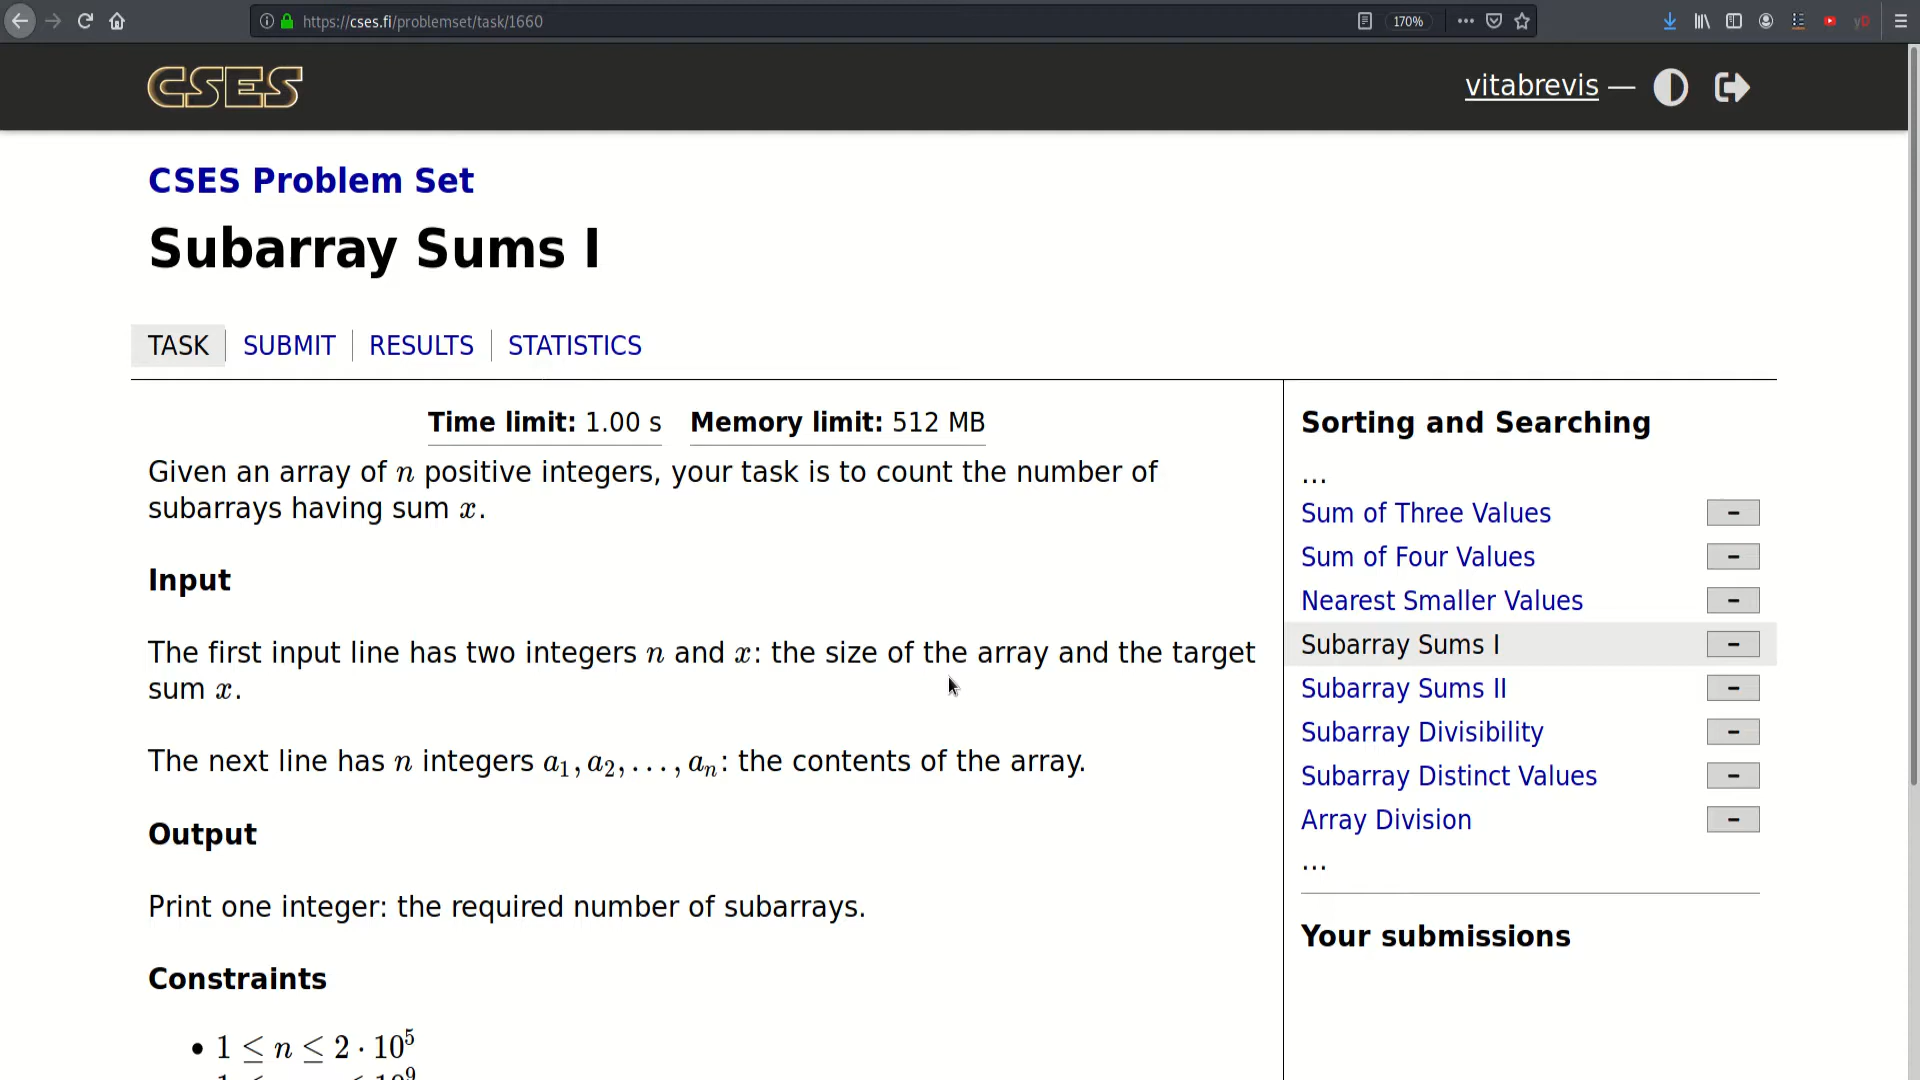 https://cses.fi/problemset/task/1660
170%
CSES
vitabrevis —
CSES Problem Set
Subarray Sums I
TASK SUBMIT RESULTS STATISTICS
Time limit: 1.00 s Memory limit: 512 MB
Given an array of n positive integers, your task is to count the number of
subarrays having sum x.
Input
The first input line has two integers n and x: the size of the array and the target
sum x.
The next line has n integers a₁, a₂, …, aₙ: the contents of the array.
Output
Print one integer: the required number of subarrays.
Constraints
• 1 ≤ n ≤ 2 · 10⁵
Sorting and Searching
...
Sum of Three Values –
Sum of Four Values –
Nearest Smaller Values –
Subarray Sums I –
Subarray Sums II –
Subarray Divisibility –
Subarray Distinct Values –
Array Division –
...
Your submissions